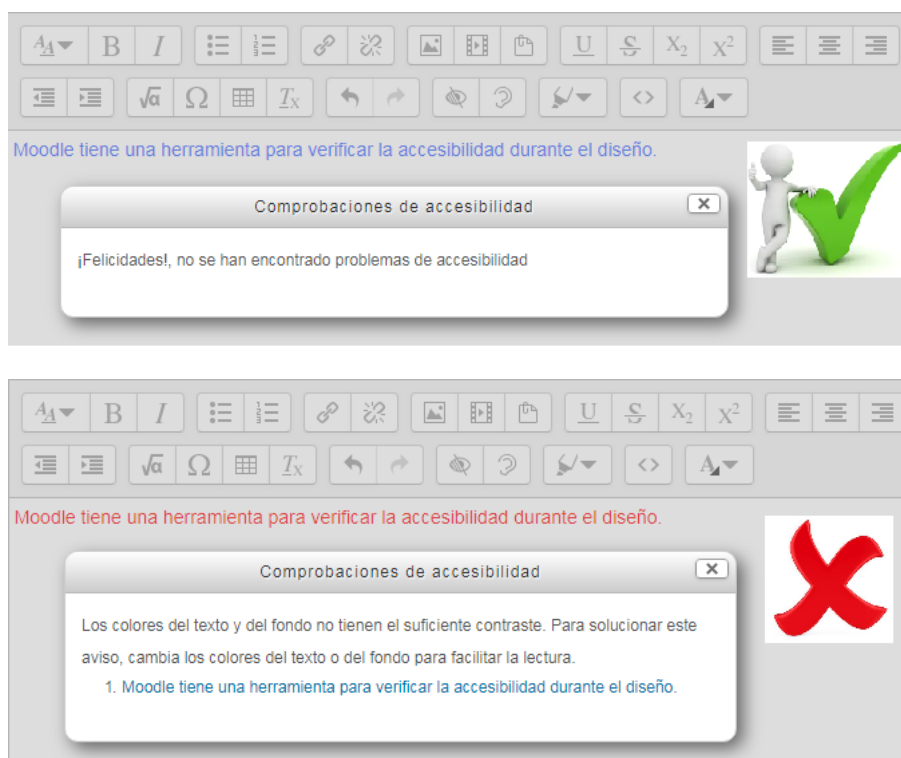 Moodle tiene una herramienta para verificar la accesibilidad durante el diseño.
Comprobaciones de accesibilidad
¡Felicidades!, no se han encontrado problemas de accesibilidad
Moodle tiene una herramienta para verificar la accesibilidad durante el diseño.
Comprobaciones de accesibilidad
Los colores del texto y del fondo no tienen el suficiente contraste. Para solucionar este
aviso, cambia los colores del texto o del fondo para facilitar la lectura.
1. Moodle tiene una herramienta para verificar la accesibilidad durante el diseño.